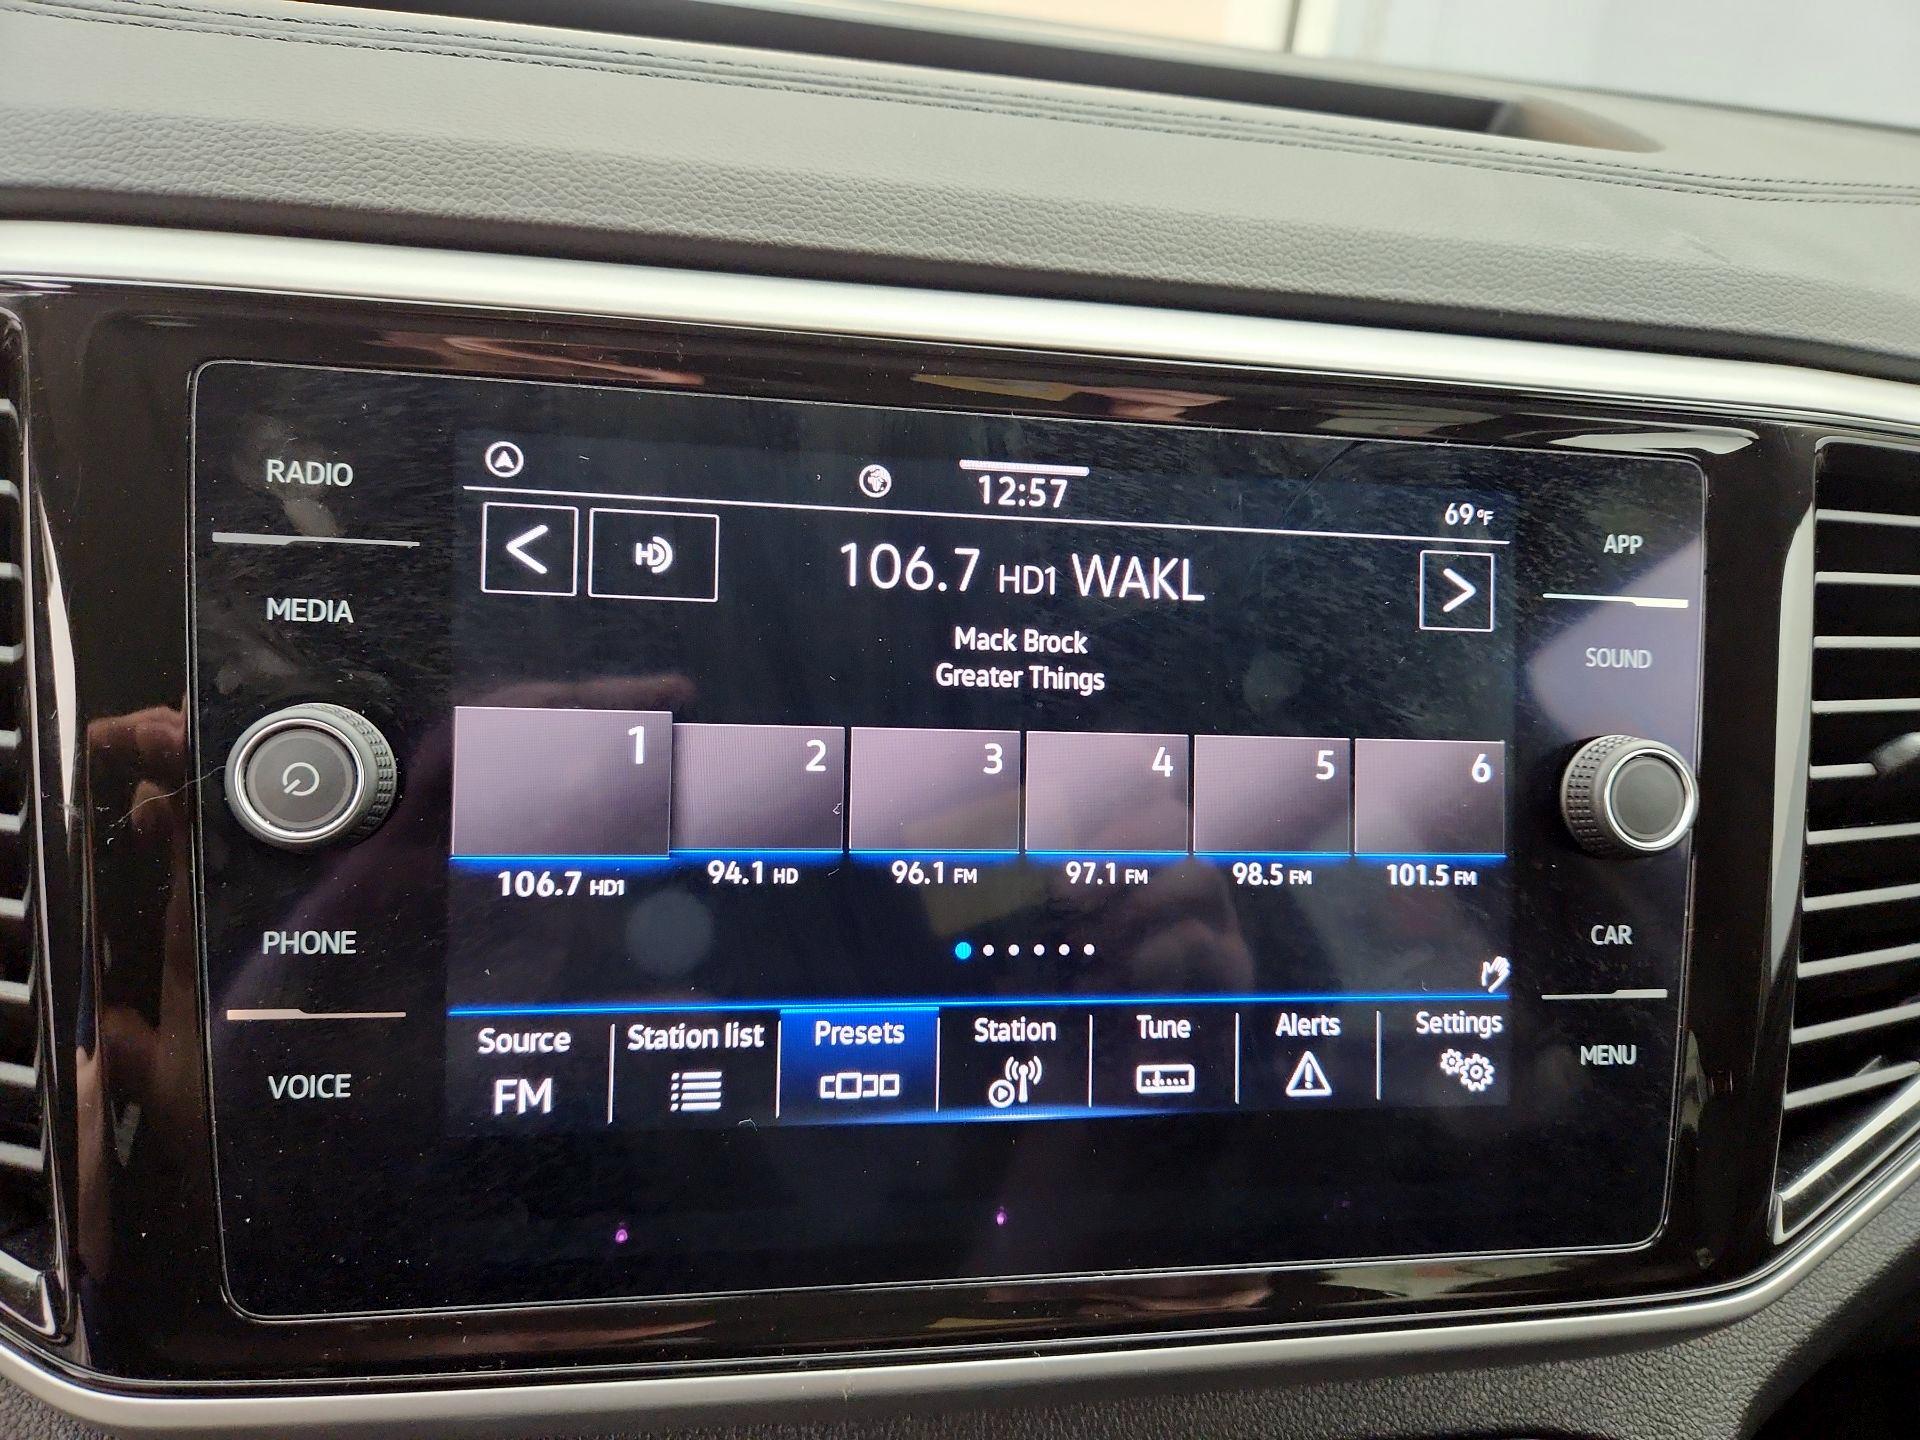 RADIO
MEDIA
PHONE
VOICE
12:57
69°F
HD
106.7 HD1 WAKL
Mack Brock
Greater Things
1 2 3 4 5 6
106.7 HD1 94.1 HD 96.1 FM 97.1 FM 98.5 FM 101.5 FM
Source Station list Presets Station Tune Alerts Settings
FM
APP
SOUND
CAR
MENU